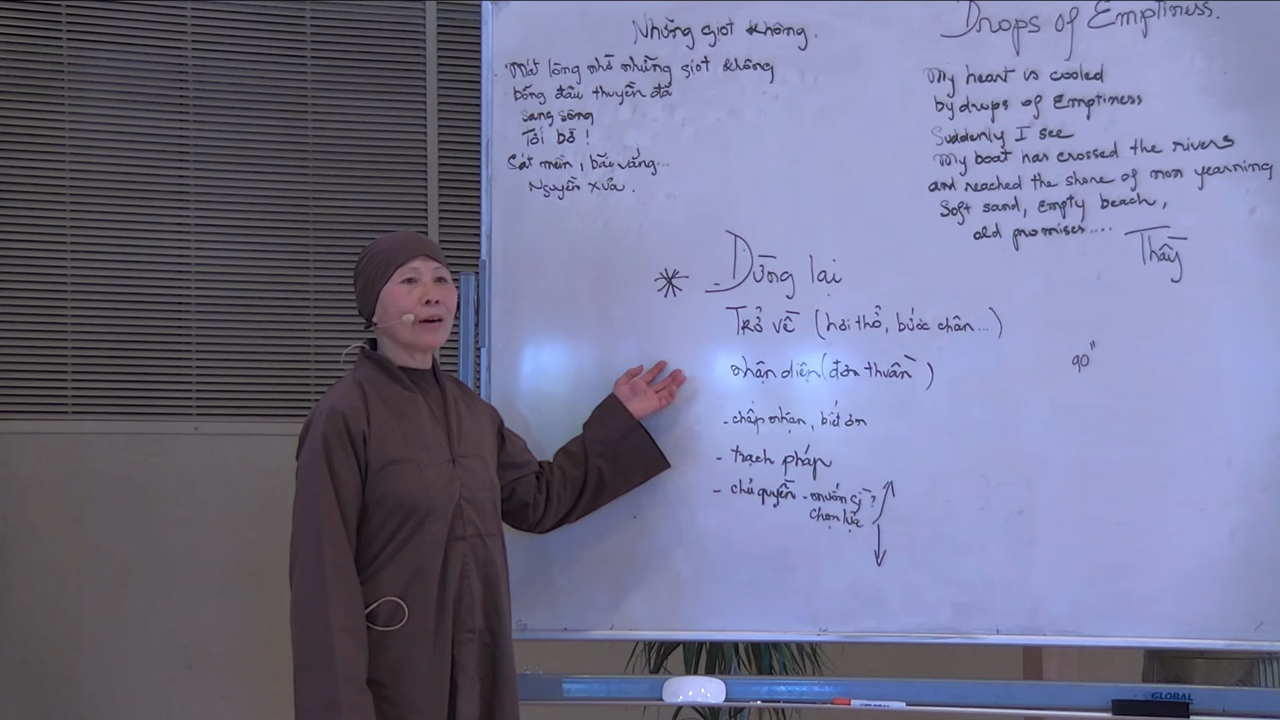 Những giọt không.
Mát lòng nhờ những giọt không
bỗng đâu thuyền đã
sang sông
Tới bờ!
Cát mềm, bãi vắng...
Nguyền xưa.
Drops of Emptiness.
My heart is cooled
by drops of Emptiness
Suddenly I see
My boat has crossed the rivers
and reached the shore of non yearning
Soft sand, empty beach,
old promises....
Thầy
- Dừng lại
Trở về (hơi thở, bước chân...)
nhận diện (đơn thuần)
- chấp nhận, biết ơn
- trạch pháp
- chủ quyền - muốn gì?
chọn lựa
90"
GLOBAL
GLOBAL